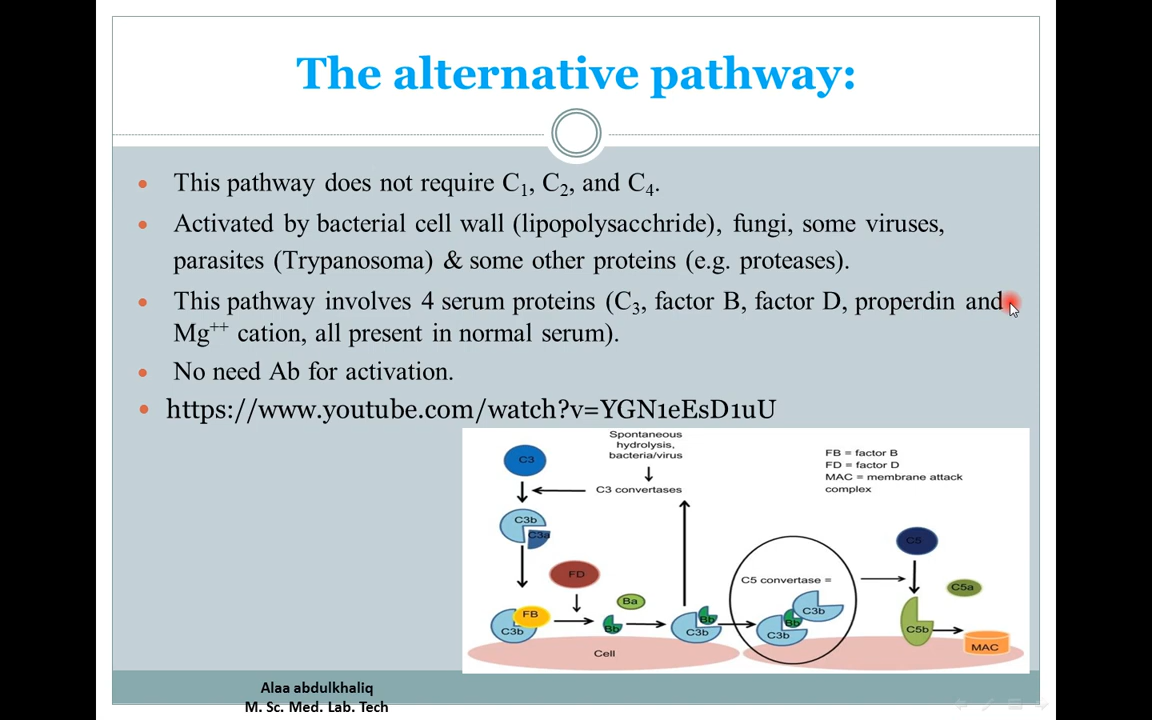 The alternative pathway:
• This pathway does not require C₁, C₂, and C₄.
• Activated by bacterial cell wall (lipopolysacchride), fungi, some viruses,
parasites (Trypanosoma) & some other proteins (e.g. proteases).
• This pathway involves 4 serum proteins (C₃, factor B, factor D, properdin and
Mg⁺⁺ cation, all present in normal serum).
• No need Ab for activation.
• https://www.youtube.com/watch?v=YGN1eEsD1uU
Spontaneous
hydrolysis,
bacteria/virus
C3
C3 convertases
FB = factor B
FD = factor D
MAC = membrane attack
complex
C3b
C3a
C5
FD
C5 convertase =
C5a
Ba
FB
C3b
Bb
Bb
C3b
C3b
Bb
C3b
C5b
MAC
Cell
Alaa abdulkhaliq
M. Sc. Med. Lab. Tech